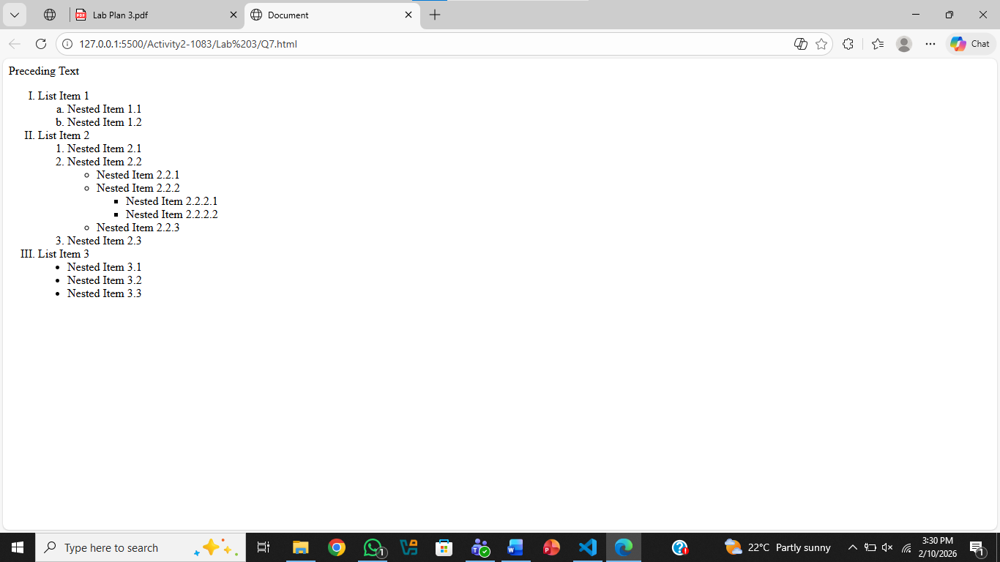 Lab Plan 3.pdf
Document
127.0.0.1:5500/Activity2-1083/Lab%203/Q7.html
Chat
Preceding Text
I. List Item 1
a. Nested Item 1.1
b. Nested Item 1.2
II. List Item 2
1. Nested Item 2.1
2. Nested Item 2.2
Nested Item 2.2.1
Nested Item 2.2.2
Nested Item 2.2.2.1
Nested Item 2.2.2.2
Nested Item 2.2.3
3. Nested Item 2.3
III. List Item 3
Nested Item 3.1
Nested Item 3.2
Nested Item 3.3
Type here to search
1
22°C Partly sunny
3:30 PM
2/10/2026
1